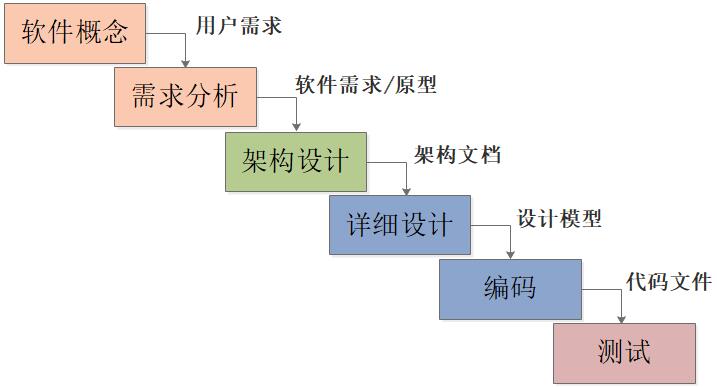 软件概念
用户需求
需求分析
软件需求/原型
架构设计
架构文档
详细设计
设计模型
编码
代码文件
测试